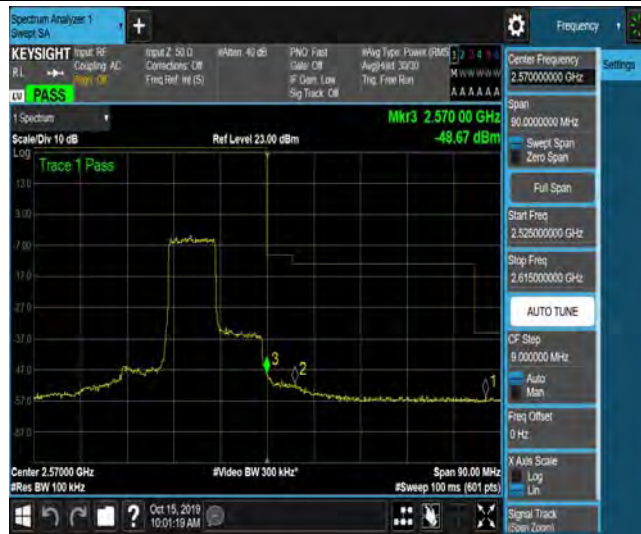 Spectrum Analyzer 1
Swept SA
+
Frequency
KEYSIGHT
Input: RF
Coupling: AC
Align: Off
Input Z: 50 Ω
Corrections: Off
Freq Ref: Int (S)
#Atten: 40 dB
PNO: Fast
Gate: Off
IF Gain: Low
Sig Track: Off
#Avg Type: Power (RMS
Avg|Hold: 30/30
Trig: Free Run
1 2 3 4 5 6
M W W W W W
A A A A A A
RL
LV PASS
1 Spectrum
Scale/Div 10 dB
Ref Level 23.00 dBm
Mkr3 2.570 00 GHz
-49.67 dBm
Log
Trace 1 Pass
13.0
3.00
-7.00
-17.0
-27.0
-37.0
-47.0
-57.0
-67.0
3
2
1
Center 2.57000 GHz
#Video BW 300 kHz*
Span 90.00 MHz
#Res BW 100 kHz
#Sweep 100 ms (601 pts)
?
Oct 15, 2019
10:01:19 AM
Center Frequency
2.570000000 GHz
Settings
Span
90.0000000 MHz
Swept Span
Zero Span
Full Span
Start Freq
2.525000000 GHz
Stop Freq
2.615000000 GHz
AUTO TUNE
CF Step
9.000000 MHz
Auto
Man
Freq Offset
0 Hz
X Axis Scale
Log
Lin
Signal Track
(Span Zoom)